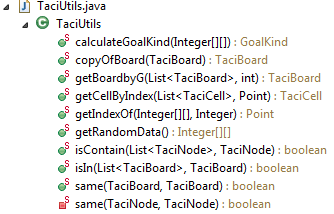 TaciUtils.java
TaciUtils
calculateGoalKind(Integer[][]) : GoalKind
copyOfBoard(TaciBoard) : TaciBoard
getBoardbyG(List<TaciBoard>, int) : TaciBoard
getCellByIndex(List<TaciCell>, Point) : TaciCell
getIndexOf(Integer[][], Integer) : Point
getRandomData() : Integer[][]
isContain(List<TaciNode>, TaciNode) : boolean
isIn(List<TaciBoard>, TaciBoard) : boolean
same(TaciBoard, TaciBoard) : boolean
same(TaciNode, TaciNode) : boolean